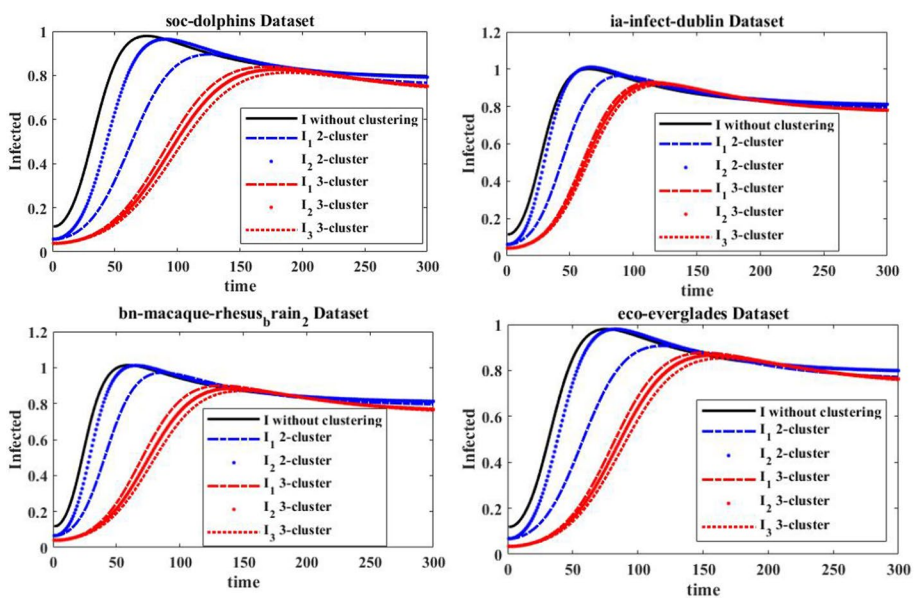 soc-dolphins Dataset
1
0.8
0.6
0.4
0.2
0
Infected
I without clustering
I1 2-cluster
I2 2-cluster
I1 3-cluster
I2 3-cluster
I3 3-cluster
0 50 100 150 200 250 300
time
ia-infect-dublin Dataset
1.2
1
0.8
0.6
0.4
0.2
0
Infected
I without clustering
I1 2-cluster
I2 2-cluster
I1 3-cluster
I2 3-cluster
I3 3-cluster
0 50 100 150 200 250 300
time
bn-macaque-rhesusbrain2 Dataset
1.2
1
0.8
0.6
0.4
0.2
0
Infected
I without clustering
I1 2-cluster
I2 2-cluster
I1 3-cluster
I2 3-cluster
I3 3-cluster
0 50 100 150 200 250 300
time
eco-everglades Dataset
1
0.8
0.6
0.4
0.2
0
Infected
I without clustering
I1 2-cluster
I2 2-cluster
I1 3-cluster
I2 3-cluster
I3 3-cluster
0 50 100 150 200 250 300
time